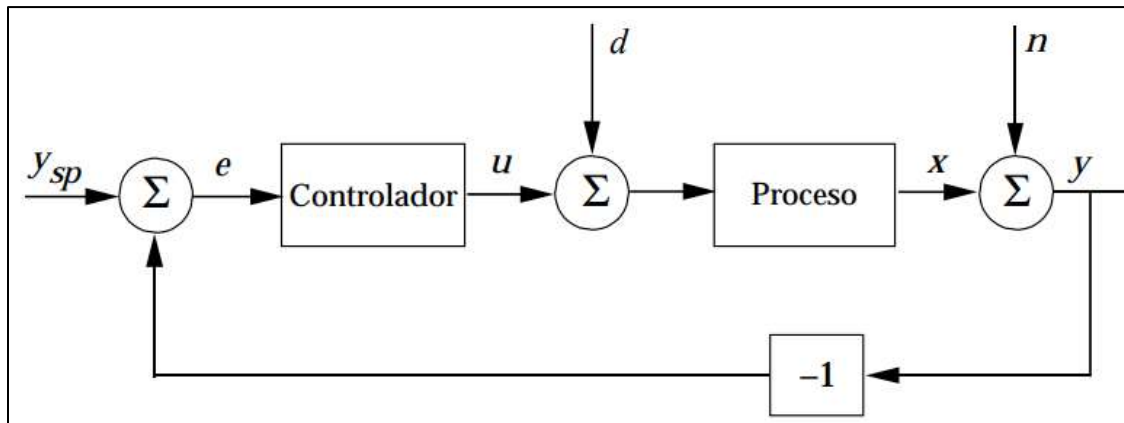 d
n
y_sp
e
u
x
y
Σ
Controlador
Σ
Proceso
Σ
−1